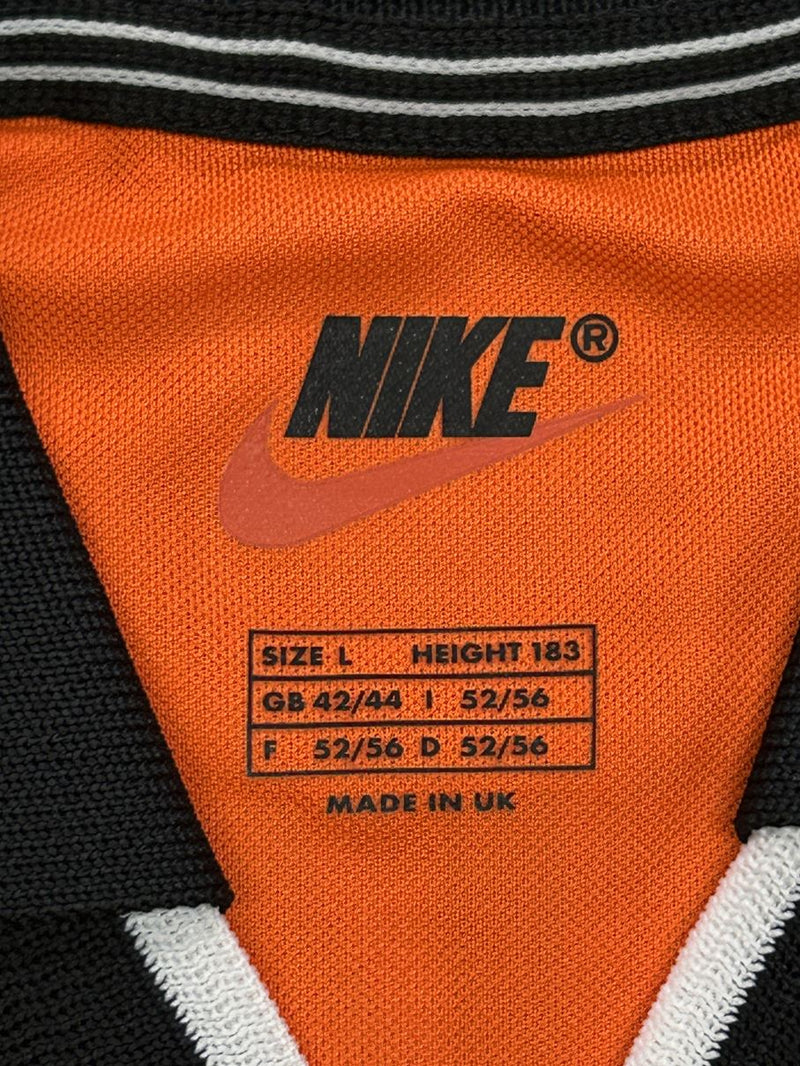 NIKE®
SIZE L HEIGHT 183
GB 42/44 I 52/56
F 52/56 D 52/56
MADE IN UK